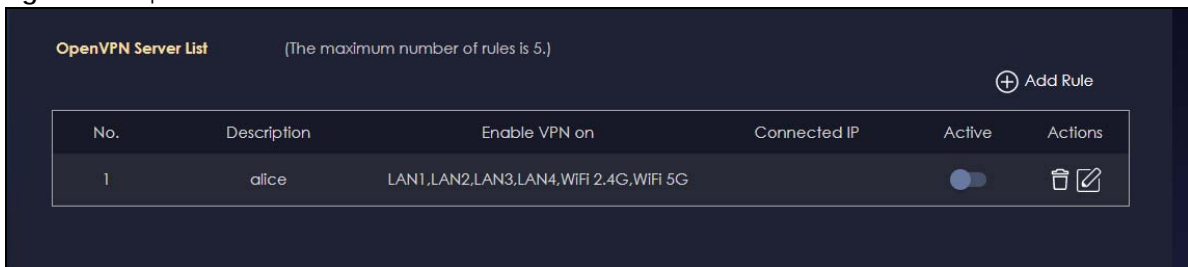 OpenVPN Server List (The maximum number of rules is 5.)
Add Rule
No. Description Enable VPN on Connected IP Active Actions
1 alice LAN1,LAN2,LAN3,LAN4,WiFi 2.4G,WiFi 5G